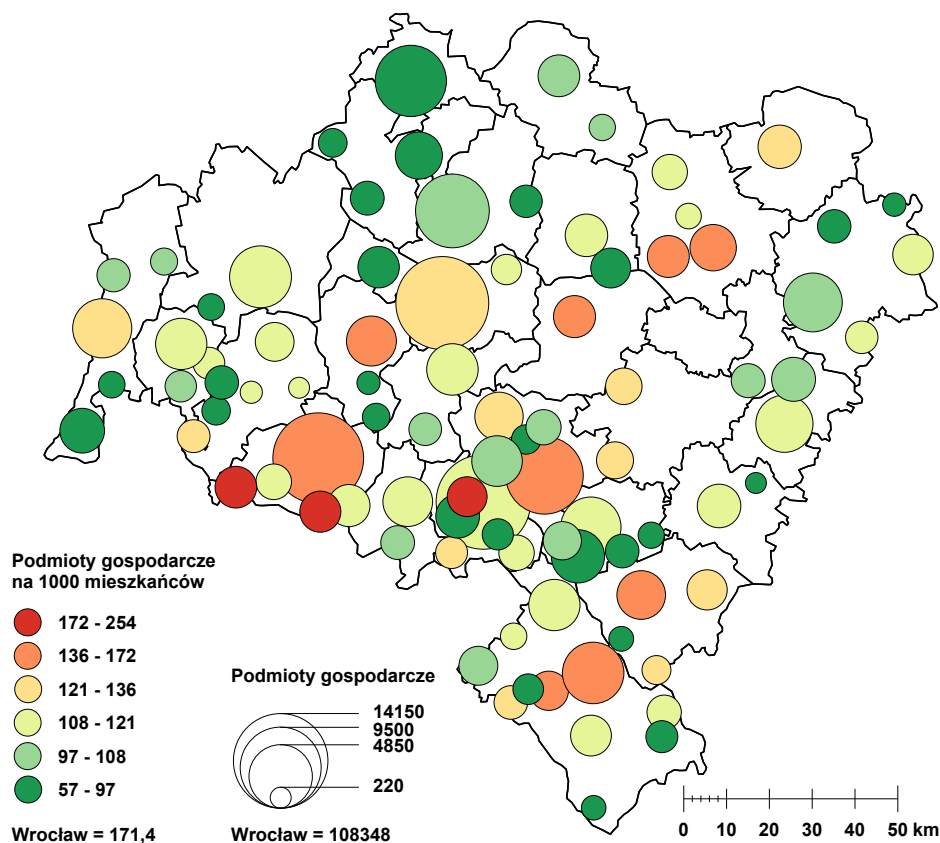 Podmioty gospodarcze
na 1000 mieszkańców
172 - 254
136 - 172
121 - 136
108 - 121
97 - 108
57 - 97
Wrocław = 171,4
Podmioty gospodarcze
14150
9500
4850
220
Wrocław = 108348
0 10 20 30 40 50 km